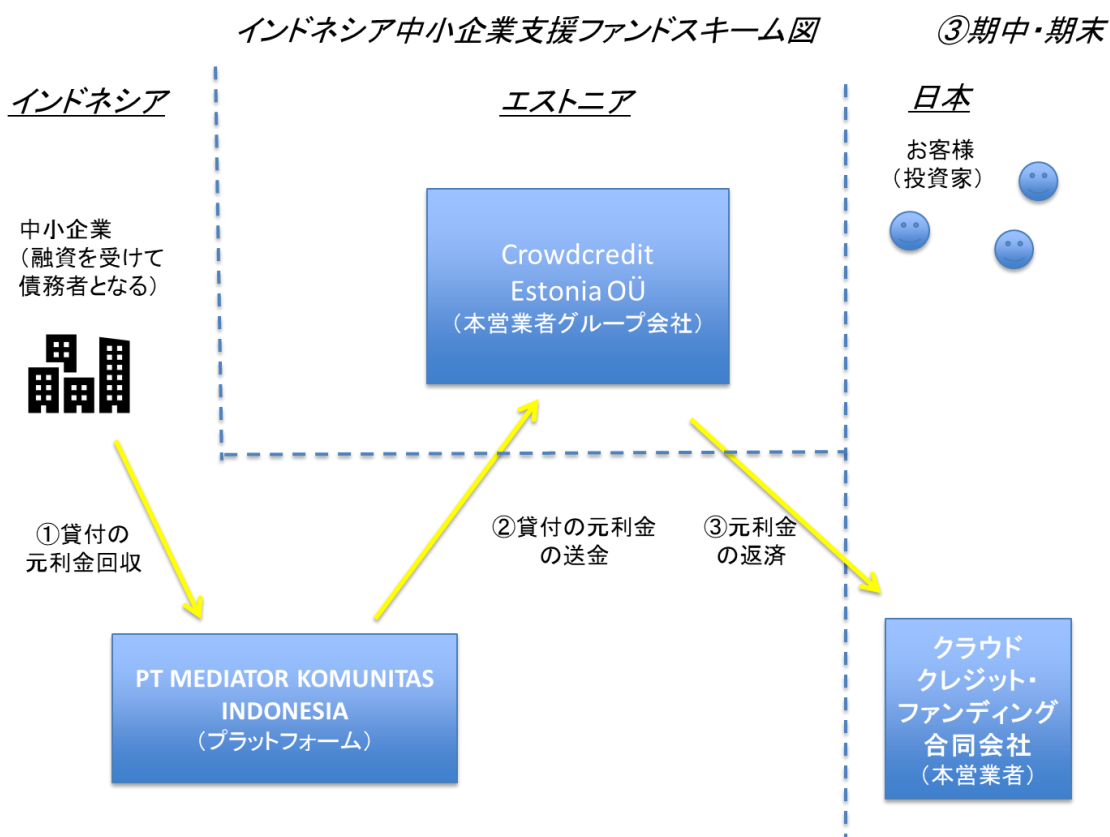 インドネシア中小企業支援ファンドスキーム図
③期中・期末
インドネシア
エストニア
日本
お客様
（投資家）
中小企業
（融資を受けて
債務者となる）
Crowdcredit
Estonia OÜ
（本営業者グループ会社）
①貸付の
元利金回収
②貸付の元利金
の送金
③元利金
の返済
PT MEDIATOR KOMUNITAS
INDONESIA
（プラットフォーム）
クラウド
クレジット・
ファンディング
合同会社
（本営業者）